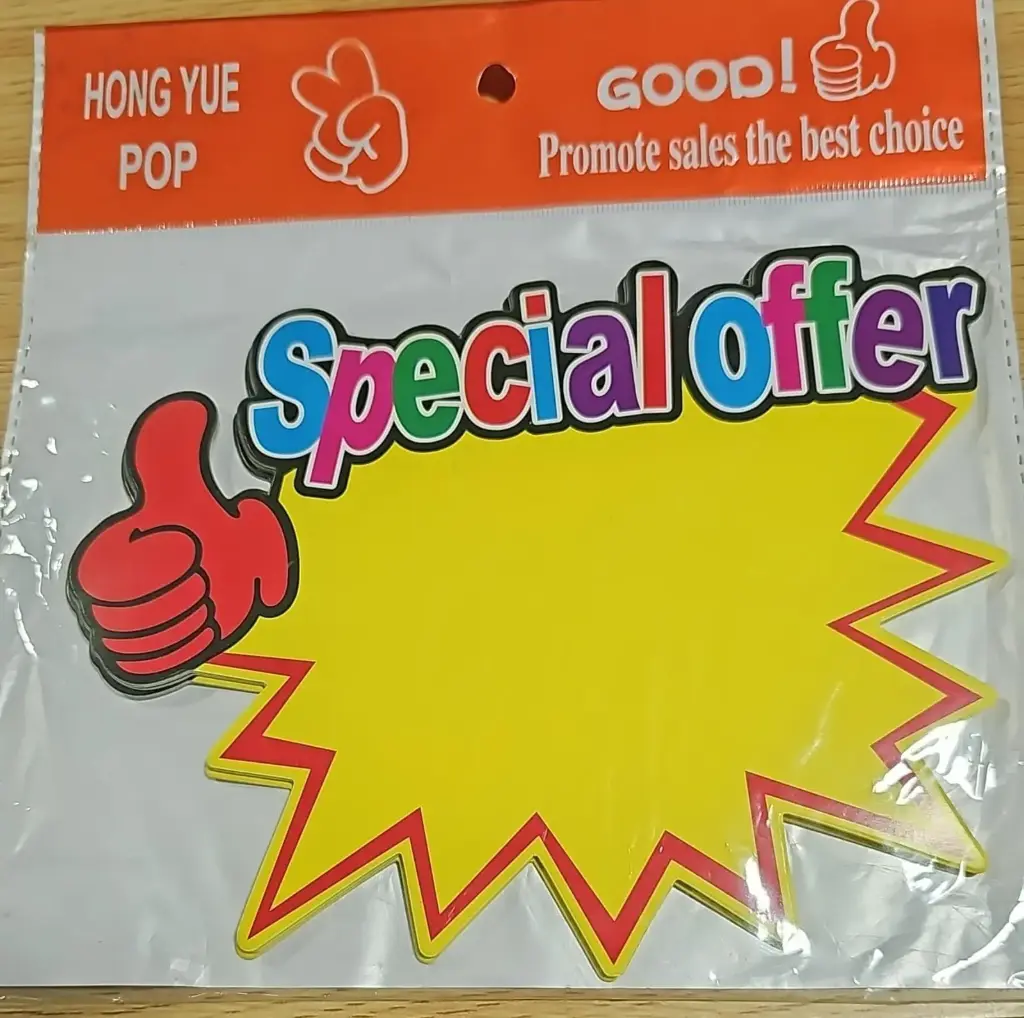 HONG YUE
POP
GOOD!
Promote sales the best choice
Special offer